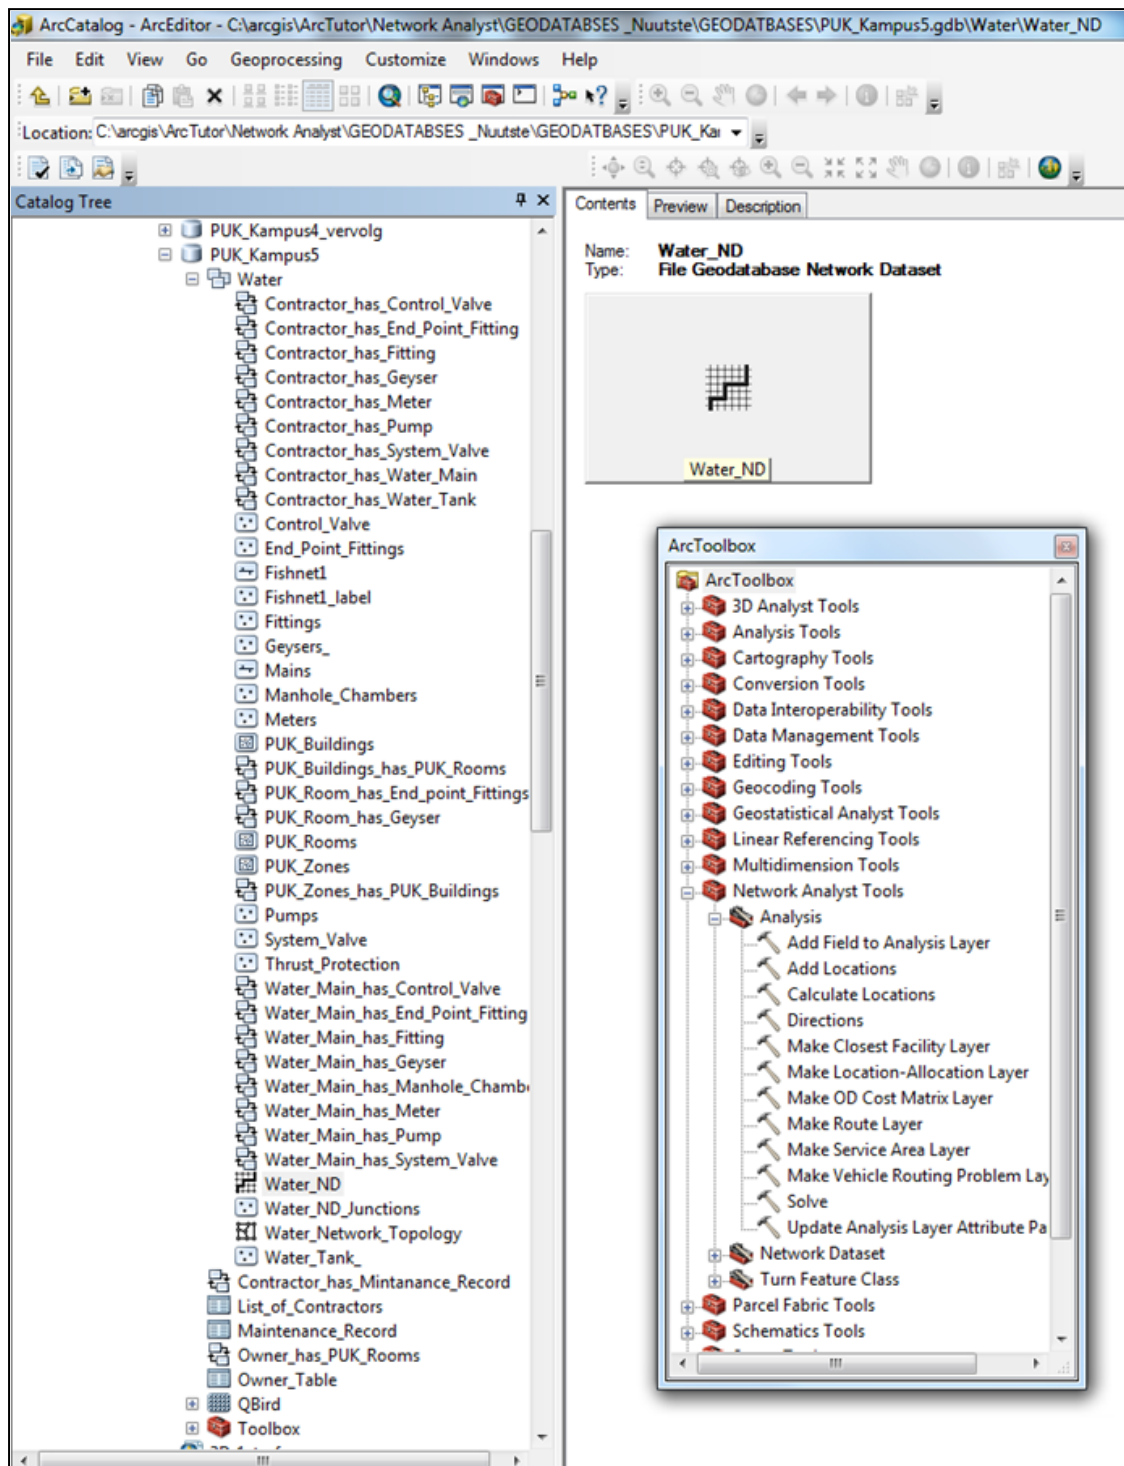 ArcCatalog - ArcEditor - C:\arcgis\ArcTutor\Network Analyst\GEODATABSES _Nuutste\GEODATBASES\PUK_Kampus5.gdb\Water\Water_ND
File Edit View Go Geoprocessing Customize Windows Help
Location: C:\arcgis\ArcTutor\Network Analyst\GEODATABSES _Nuutste\GEODATBASES\PUK_Kar
Catalog Tree
PUK_Kampus4_vervolg
PUK_Kampus5
Water
Contractor_has_Control_Valve
Contractor_has_End_Point_Fitting
Contractor_has_Fitting
Contractor_has_Geyser
Contractor_has_Meter
Contractor_has_Pump
Contractor_has_System_Valve
Contractor_has_Water_Main
Contractor_has_Water_Tank
Control_Valve
End_Point_Fittings
Fishnet1
Fishnet1_label
Fittings
Geysers_
Mains
Manhole_Chambers
Meters
PUK_Buildings
PUK_Buildings_has_PUK_Rooms
PUK_Room_has_End_point_Fittings
PUK_Room_has_Geyser
PUK_Rooms
PUK_Zones
PUK_Zones_has_PUK_Buildings
Pumps
System_Valve
Thrust_Protection
Water_Main_has_Control_Valve
Water_Main_has_End_Point_Fitting
Water_Main_has_Fitting
Water_Main_has_Geyser
Water_Main_has_Manhole_Chambe
Water_Main_has_Meter
Water_Main_has_Pump
Water_Main_has_System_Valve
Water_ND
Water_ND_Junctions
Water_Network_Topology
Water_Tank_
Contractor_has_Mintanance_Record
List_of_Contractors
Maintenance_Record
Owner_has_PUK_Rooms
Owner_Table
QBird
Toolbox
Contents Preview Description
Name: Water_ND
Type: File Geodatabase Network Dataset
Water_ND
ArcToolbox
ArcToolbox
3D Analyst Tools
Analysis Tools
Cartography Tools
Conversion Tools
Data Interoperability Tools
Data Management Tools
Editing Tools
Geocoding Tools
Geostatistical Analyst Tools
Linear Referencing Tools
Multidimension Tools
Network Analyst Tools
Analysis
Add Field to Analysis Layer
Add Locations
Calculate Locations
Directions
Make Closest Facility Layer
Make Location-Allocation Layer
Make OD Cost Matrix Layer
Make Route Layer
Make Service Area Layer
Make Vehicle Routing Problem Lay
Solve
Update Analysis Layer Attribute Pa
Network Dataset
Turn Feature Class
Parcel Fabric Tools
Schematics Tools